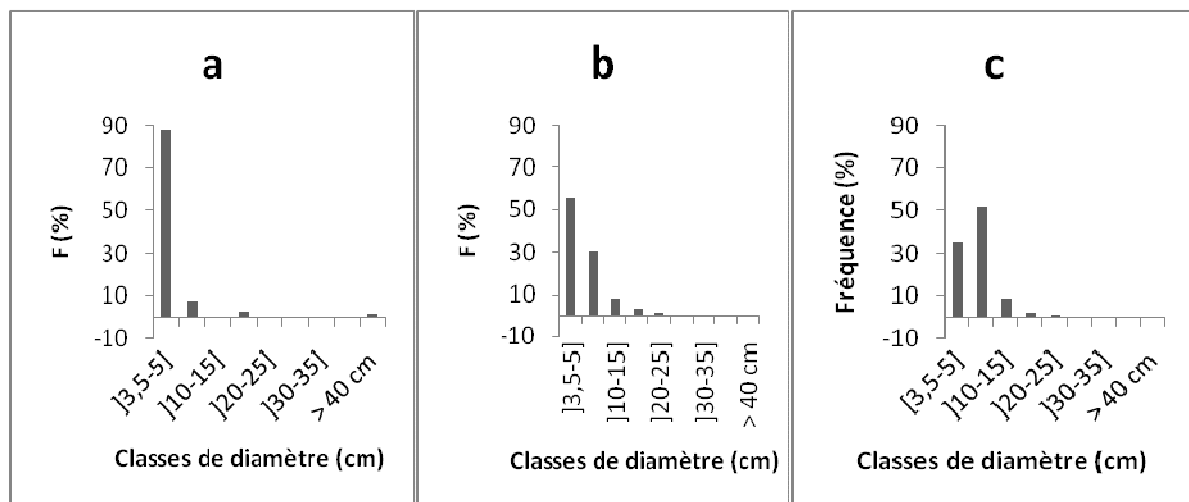 a
90
70
50
30
10
-10
F (%)
]3,5-5]
]10-15]
]20-25]
]30-35]
> 40 cm
Classes de diamètre (cm)
b
90
70
50
30
10
-10
F (%)
]3,5-5]
]10-15]
]20-25]
]30-35]
> 40 cm
Classes de diamètre (cm)
c
90
70
50
30
10
-10
Fréquence (%)
]3,5-5]
]10-15]
]20-25]
]30-35]
> 40 cm
Classes de diamètre (cm)